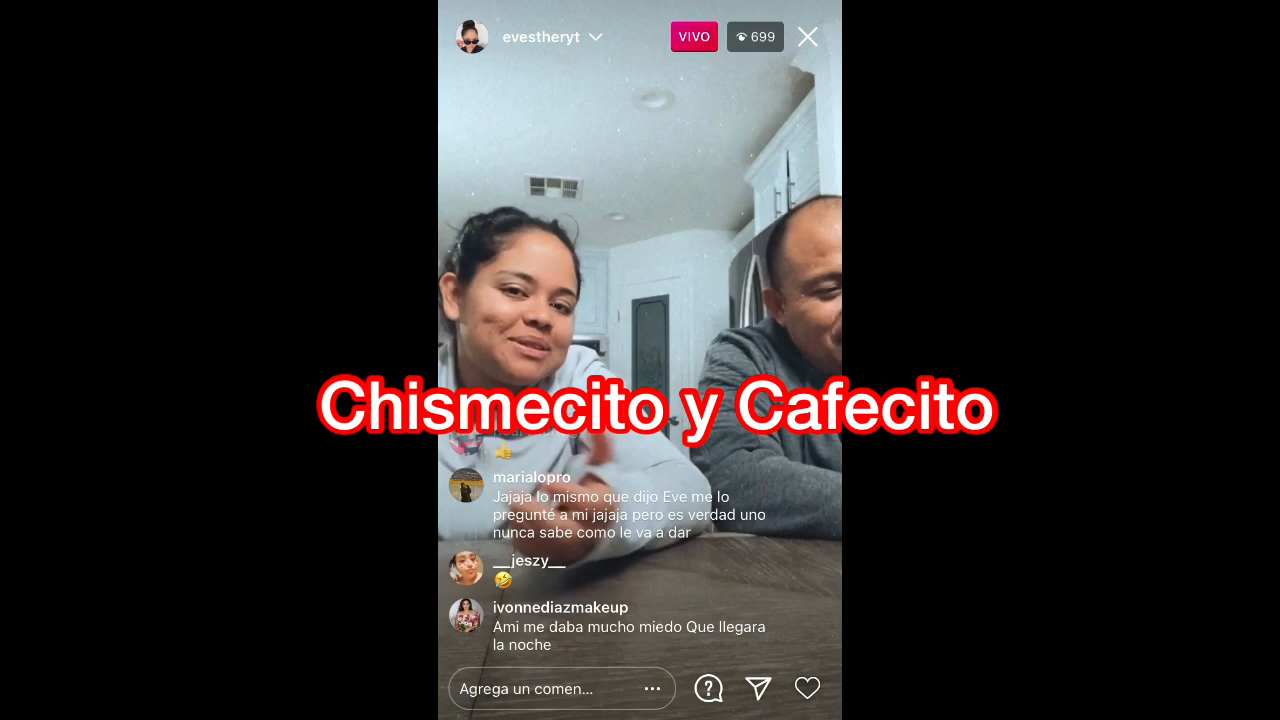 evestheryt
VIVO
699
Chismecito y Cafecito
marialopro
Jajaja lo mismo que dijo Eve me lo
pregunté a mi jajaja pero es verdad uno
nunca sabe como le va a dar
__jeszy__
ivonnediazmakeup
Ami me daba mucho miedo Que llegara
la noche
Agrega un comen...